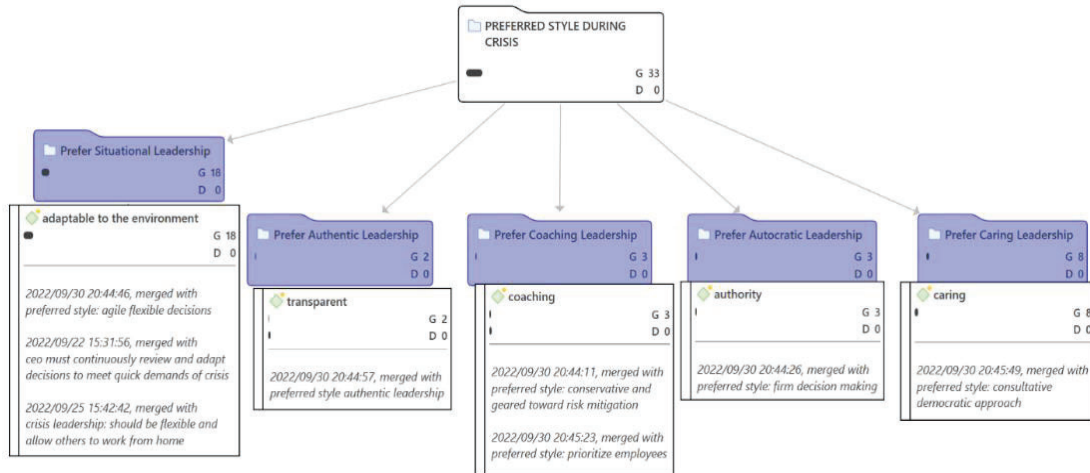 PREFERRED STYLE DURING
CRISIS
G 33
D 0
Prefer Situational Leadership
G 18
D 0
adaptable to the environment
G 18
D 0
2022/09/30 20:44:46, merged with
preferred style: agile flexible decisions
2022/09/22 15:31:56, merged with
ceo must continuously review and adapt
decisions to meet quick demands of crisis
2022/09/25 15:42:42, merged with
crisis leadership: should be flexible and
allow others to work from home
Prefer Authentic Leadership
G 2
D 0
transparent
G 2
D 0
2022/09/30 20:44:57, merged with
preferred style authentic leadership
Prefer Coaching Leadership
G 3
D 0
coaching
G 3
D 0
2022/09/30 20:44:11, merged with
preferred style: conservative and
geared toward risk mitigation
2022/09/30 20:45:23, merged with
preferred style: prioritize employees
Prefer Autocratic Leadership
G 3
D 0
authority
G 3
D 0
2022/09/30 20:44:26, merged with
preferred style: firm decision making
Prefer Caring Leadership
G 8
D 0
caring
G 8
D 0
2022/09/30 20:45:49, merged with
preferred style: consultative
democratic approach